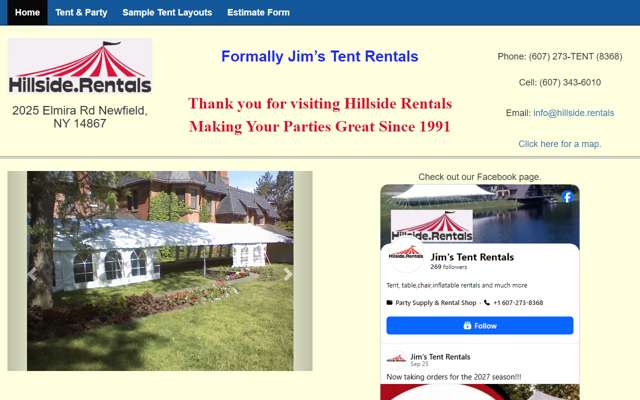 Home
Tent & Party
Sample Tent Layouts
Estimate Form
Hillside.Rentals
2025 Elmira Rd Newfield,
NY 14867
Formally Jim's Tent Rentals
Thank you for visiting Hillside Rentals
Making Your Parties Great Since 1991
Phone: (607) 273-TENT (8368)
Cell: (607) 343-6010
Email: info@hillside.rentals
Click here for a map.
Check out our Facebook page.
Hillside.Rentals
Hillside.Rentals
Jim's Tent Rentals
269 followers
Tent, table,chair,inflatable rentals and much more
Party Supply & Rental Shop · +1 607-273-8368
Follow
Jim's Tent Rentals
Sep 25
Now taking orders for the 2027 season!!!